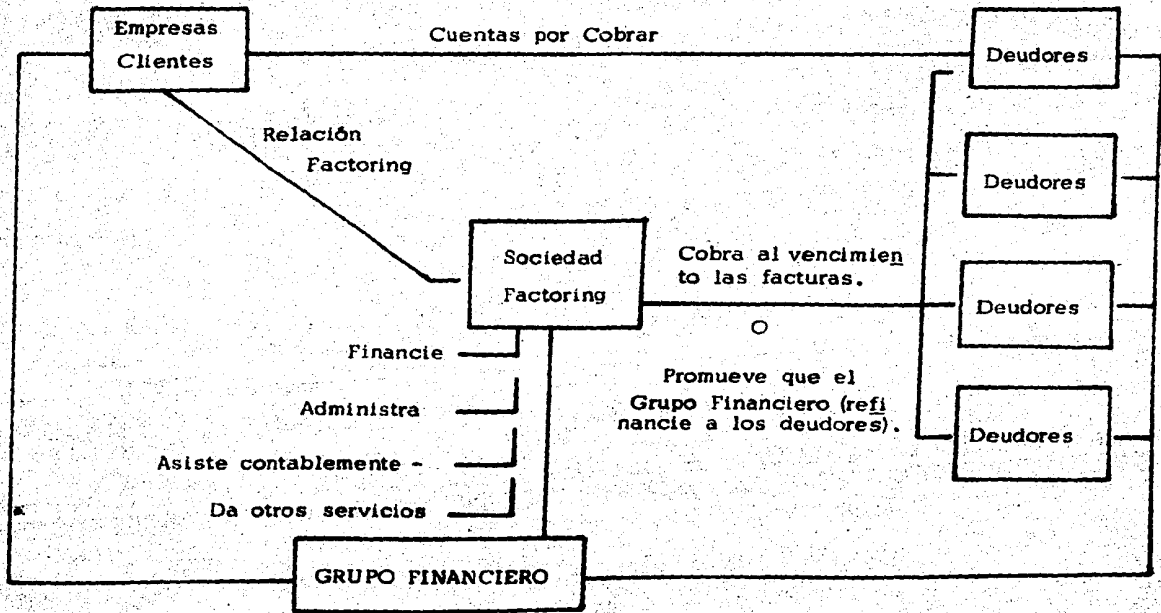 Empresas
Clientes
Cuentas por Cobrar
Deudores
Relación
Factoring
Deudores
Sociedad
Factoring
Cobra al vencimien
to las facturas.
O
Promueve que el
Grupo Financiero (refi
nancie a los deudores).
Deudores
Deudores
Financie
Administra
Asiste contablemente -
Da otros servicios
GRUPO FINANCIERO